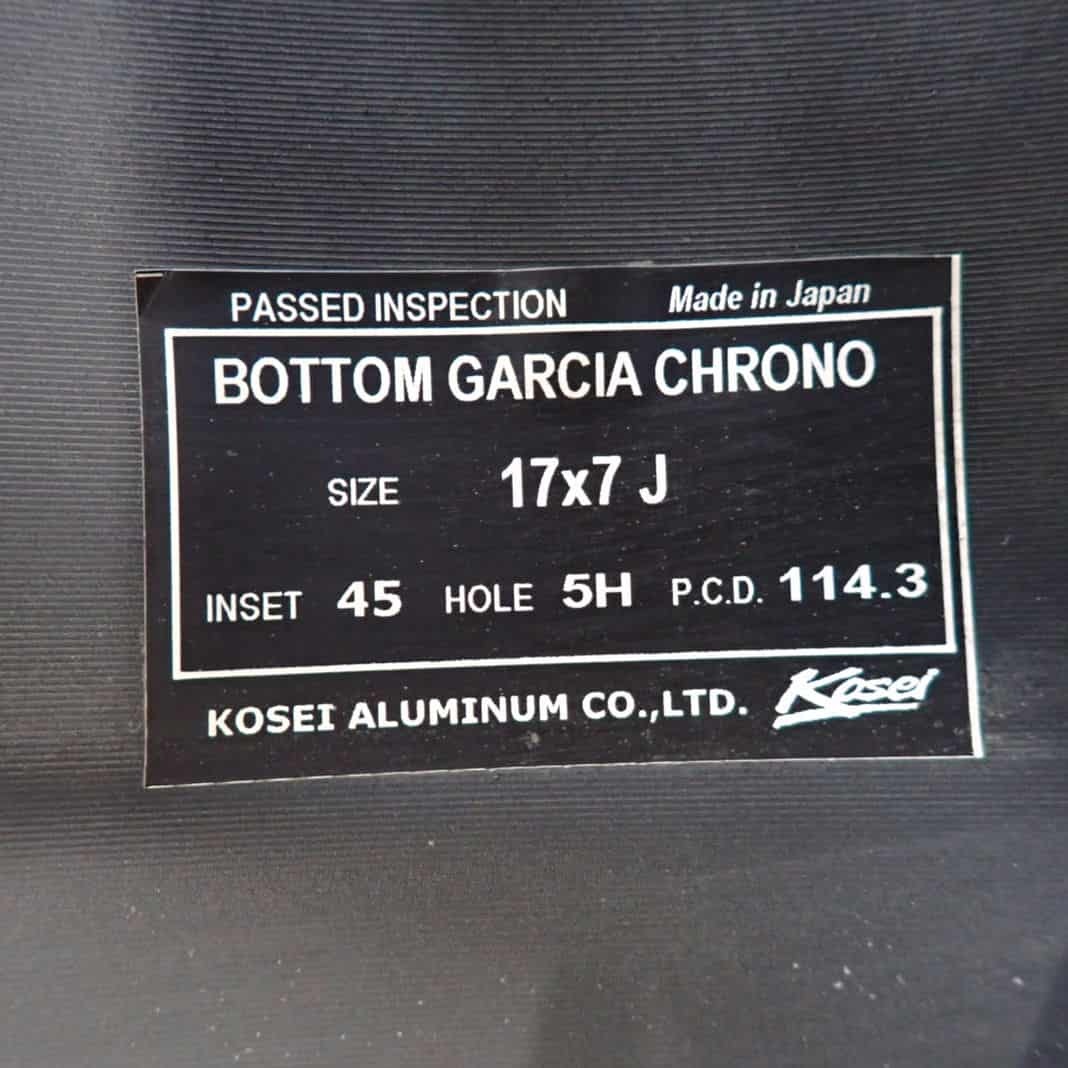 PASSED INSPECTION Made in Japan
BOTTOM GARCIA CHRONO
SIZE 17x7 J
INSET 45 HOLE 5H P.C.D. 114.3
KOSEI ALUMINUM CO.,LTD. Kosei